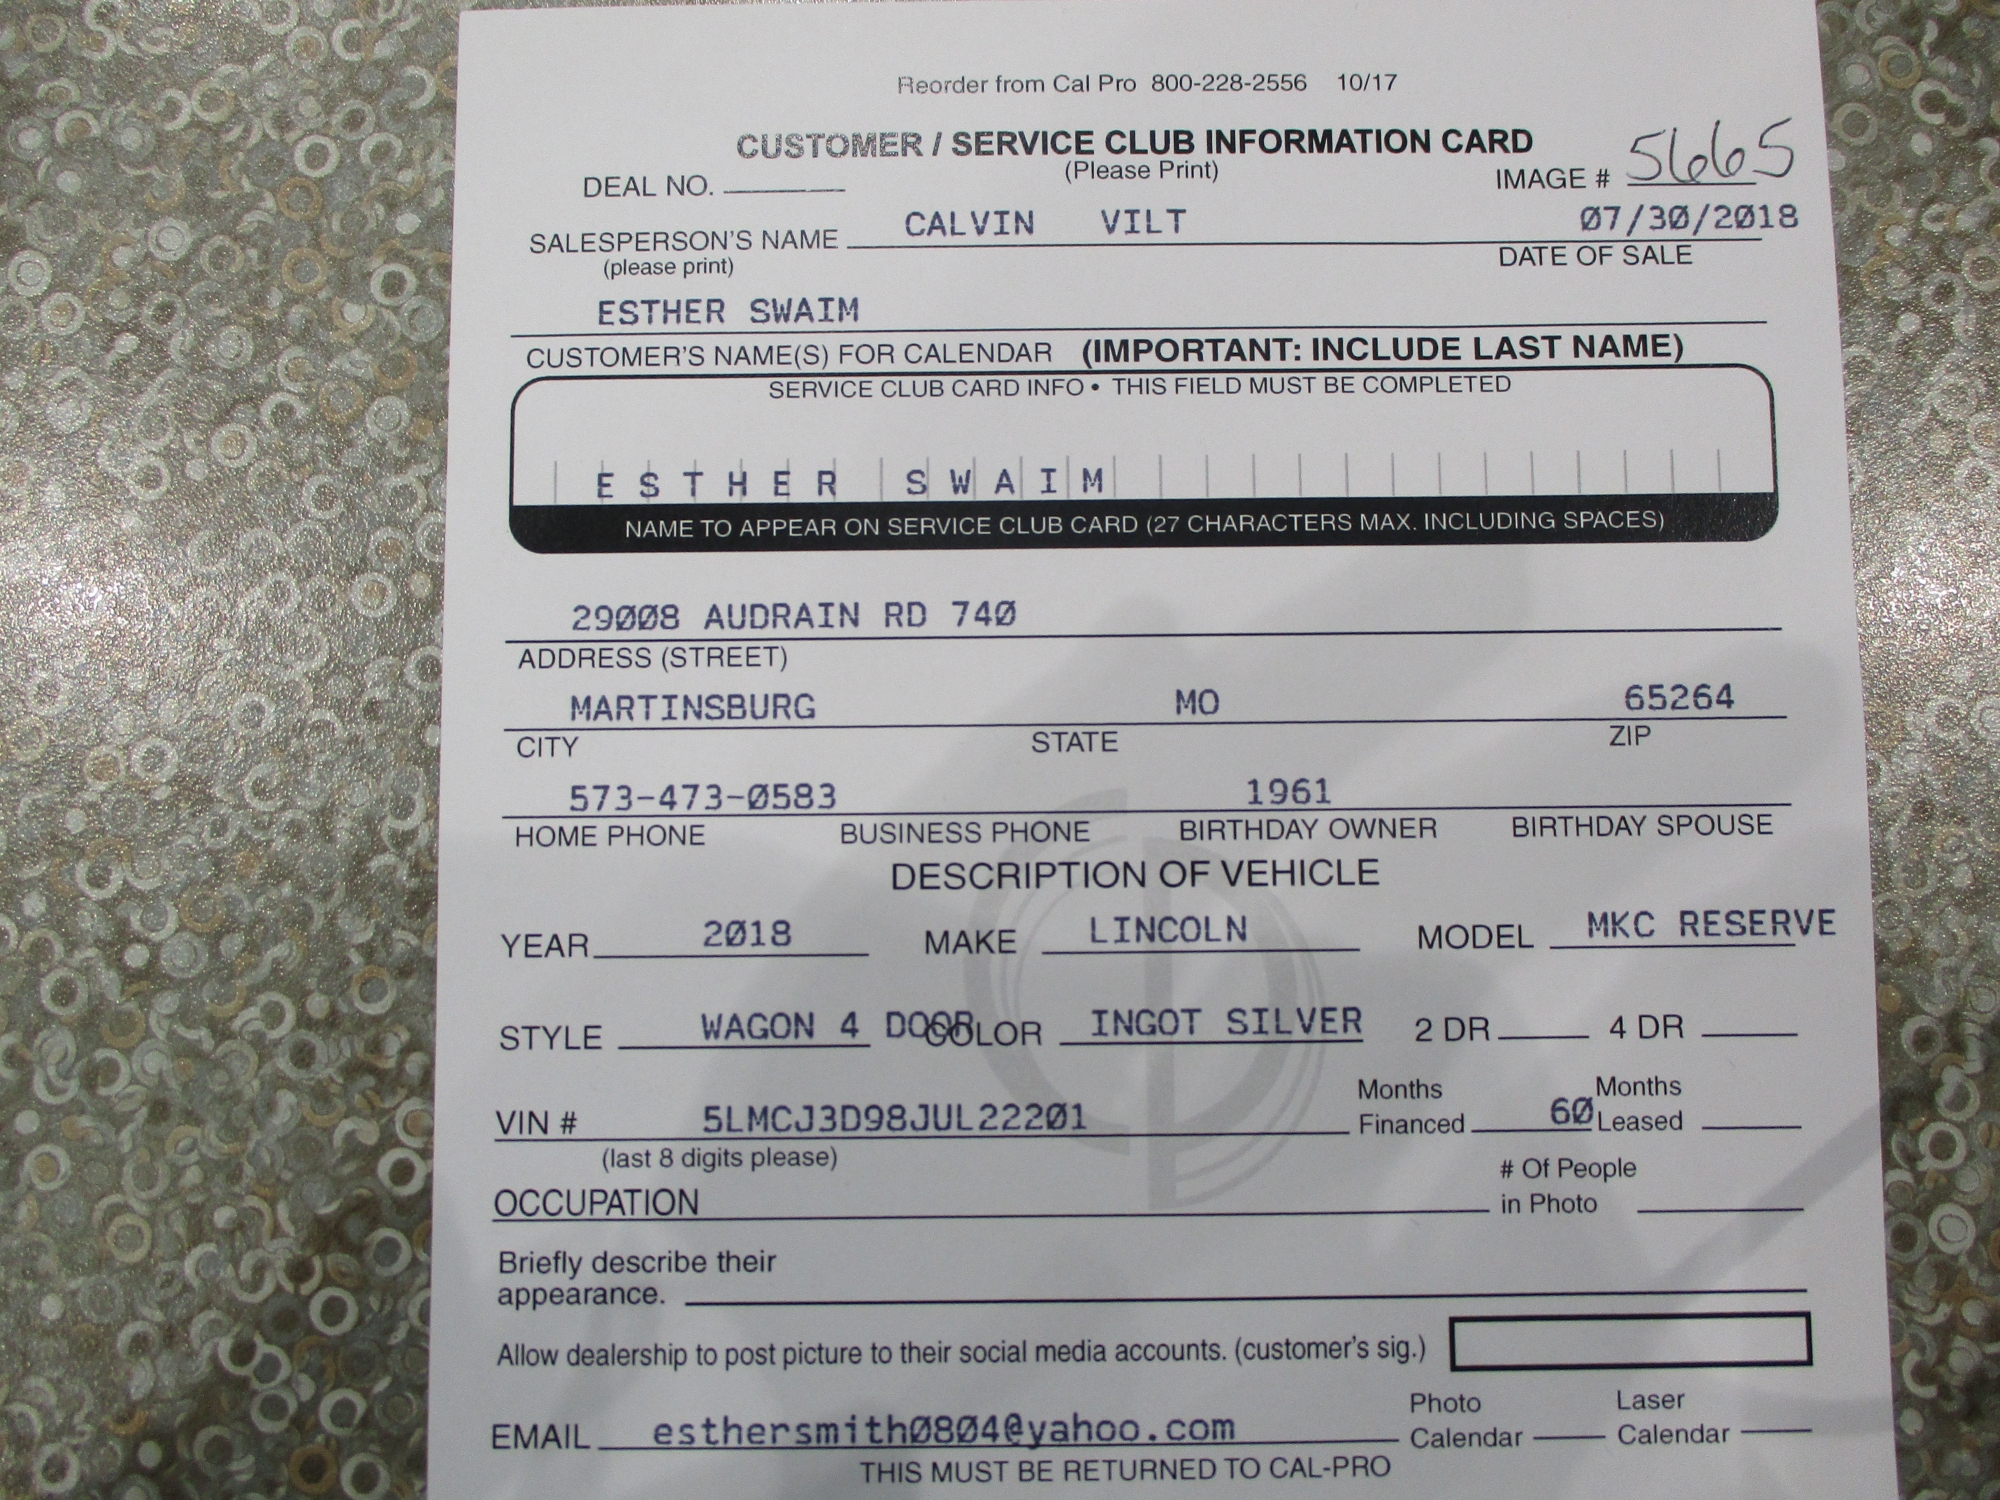 Reorder from Cal Pro 800-228-2556 10/17
CUSTOMER / SERVICE CLUB INFORMATION CARD
(Please Print)
DEAL NO. IMAGE # 5665
SALESPERSON'S NAME CALVIN VILT 07/30/2018
(please print) DATE OF SALE
ESTHER SWAIM
CUSTOMER'S NAME(S) FOR CALENDAR (IMPORTANT: INCLUDE LAST NAME)
SERVICE CLUB CARD INFO • THIS FIELD MUST BE COMPLETED
ESTHER SWAIM
NAME TO APPEAR ON SERVICE CLUB CARD (27 CHARACTERS MAX. INCLUDING SPACES)
29008 AUDRAIN RD 740
ADDRESS (STREET)
MARTINSBURG MO 65264
CITY STATE ZIP
573-473-0583 1961
HOME PHONE BUSINESS PHONE BIRTHDAY OWNER BIRTHDAY SPOUSE
DESCRIPTION OF VEHICLE
YEAR 2018 MAKE LINCOLN MODEL MKC RESERVE
STYLE WAGON 4 DOOR COLOR INGOT SILVER 2 DR 4 DR
VIN # 5LMCJ3D98JUL22201 Months Financed 60 Months Leased
(last 8 digits please)
OCCUPATION # Of People in Photo
Briefly describe their
appearance.
Allow dealership to post picture to their social media accounts. (customer's sig.)
EMAIL esthersmith0804@yahoo.com Photo Calendar Laser Calendar
THIS MUST BE RETURNED TO CAL-PRO